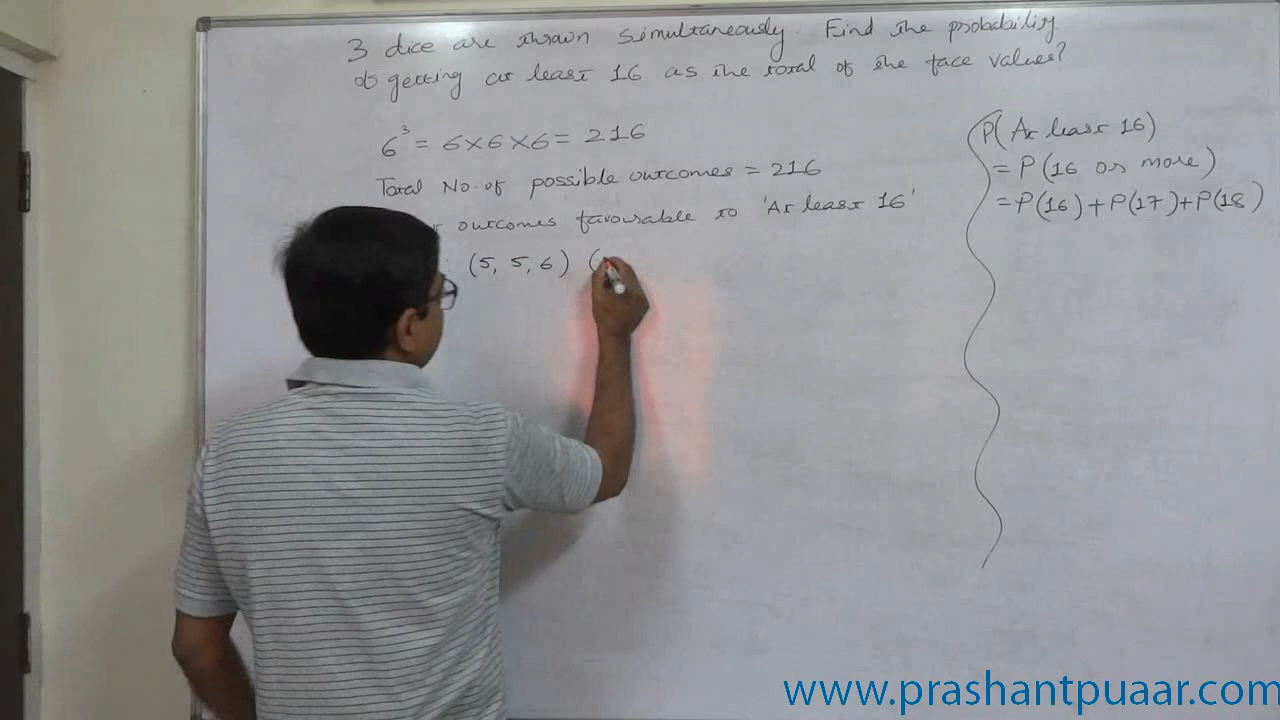 3 dice are thrown simultaneously. Find the probability
of getting at least 16 as the total of the face values?
6³ = 6×6×6 = 216
Total No. of possible outcomes = 216
outcomes favourable to 'At least 16'
(5, 5, 6) (
P(At least 16)
= P(16 or more)
= P(16)+P(17)+P(18)
www.prashantpuaar.com